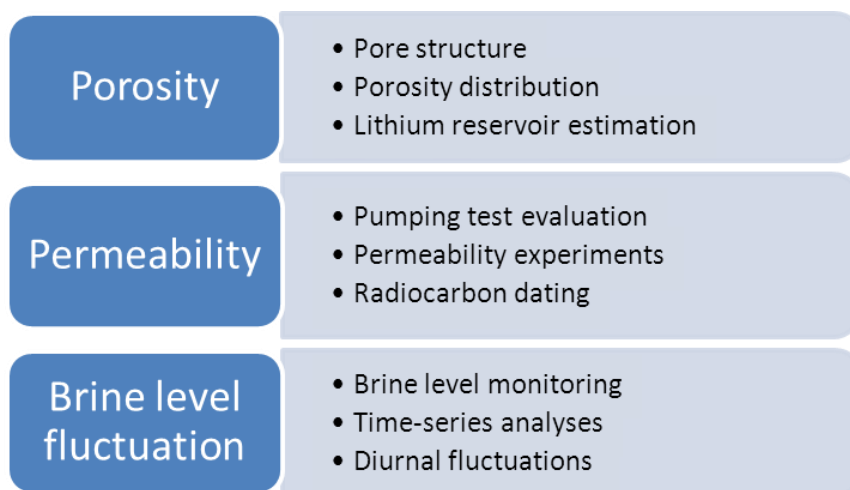 Porosity
• Pore structure
• Porosity distribution
• Lithium reservoir estimation
Permeability
• Pumping test evaluation
• Permeability experiments
• Radiocarbon dating
Brine level
fluctuation
• Brine level monitoring
• Time-series analyses
• Diurnal fluctuations